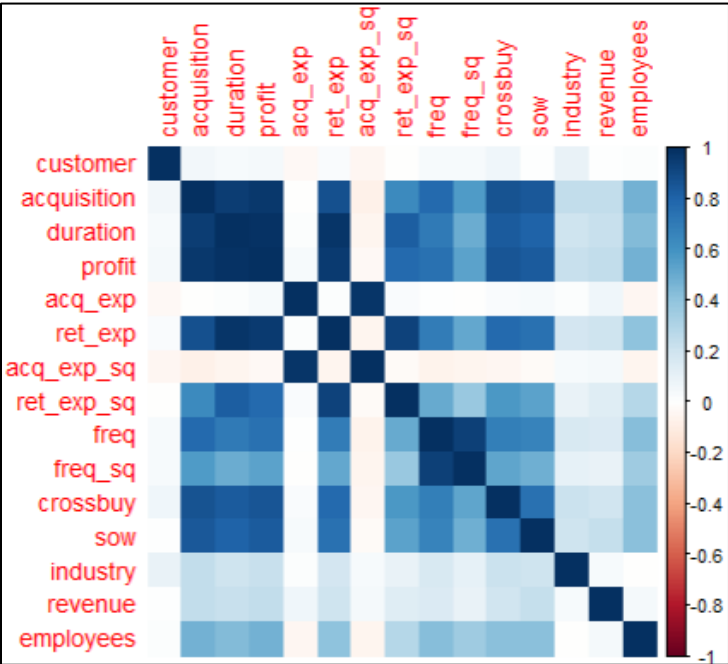 customer
acquisition
duration
profit
acq_exp
ret_exp
acq_exp_sq
ret_exp_sq
freq
freq_sq
crossbuy
sow
industry
revenue
employees
customer
acquisition
duration
profit
acq_exp
ret_exp
acq_exp_sq
ret_exp_sq
freq
freq_sq
crossbuy
sow
industry
revenue
employees
1
0.8
0.6
0.4
0.2
0
-0.2
-0.4
-0.6
-0.8
-1